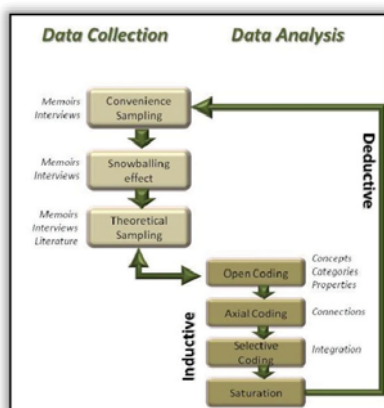 Data Collection
Data Analysis
Memoirs
Interviews
Convenience
Sampling
Memoirs
Interviews
Snowballing
effect
Memoirs
Interviews
Literature
Theoretical
Sampling
Open Coding
Concepts
Categories
Properties
Axial Coding
Connections
Selective
Coding
Integration
Saturation
Inductive
Deductive